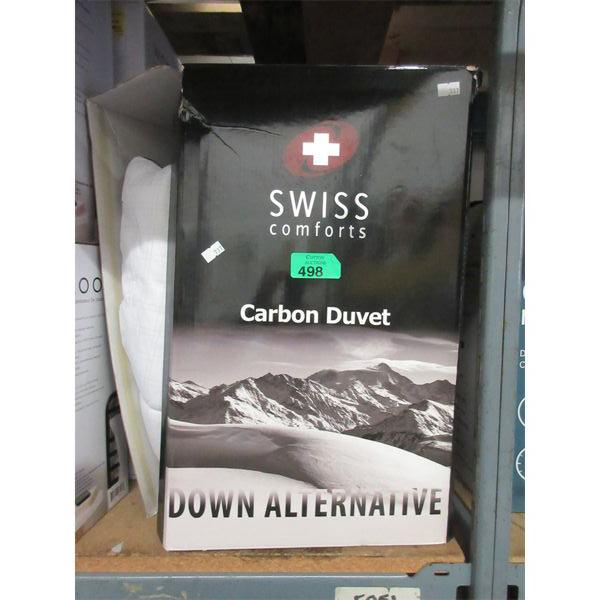 SWISS
comforts
498
Carbon Duvet
DOWN ALTERNATIVE